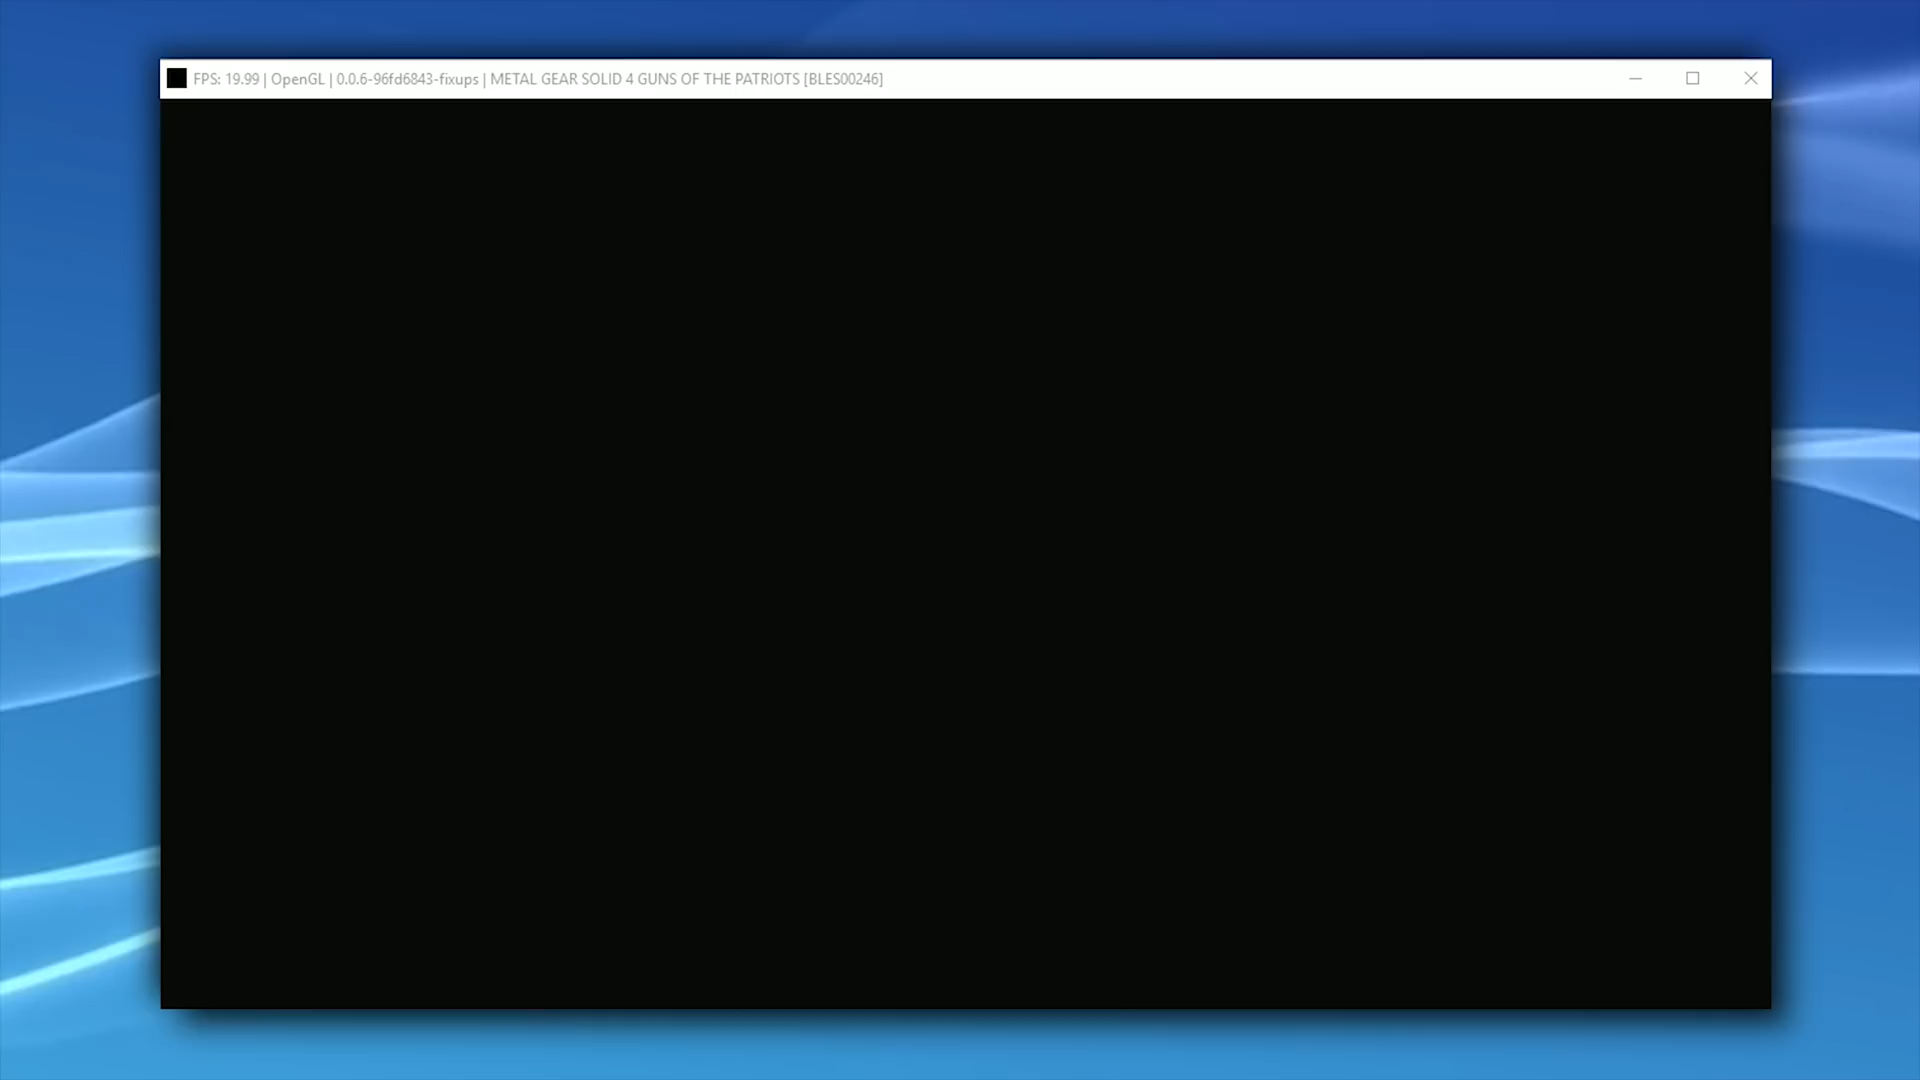 FPS: 19.99 | OpenGL | 0.0.6-96fd6843-fixups | METAL GEAR SOLID 4 GUNS OF THE PATRIOTS [BLES00246]